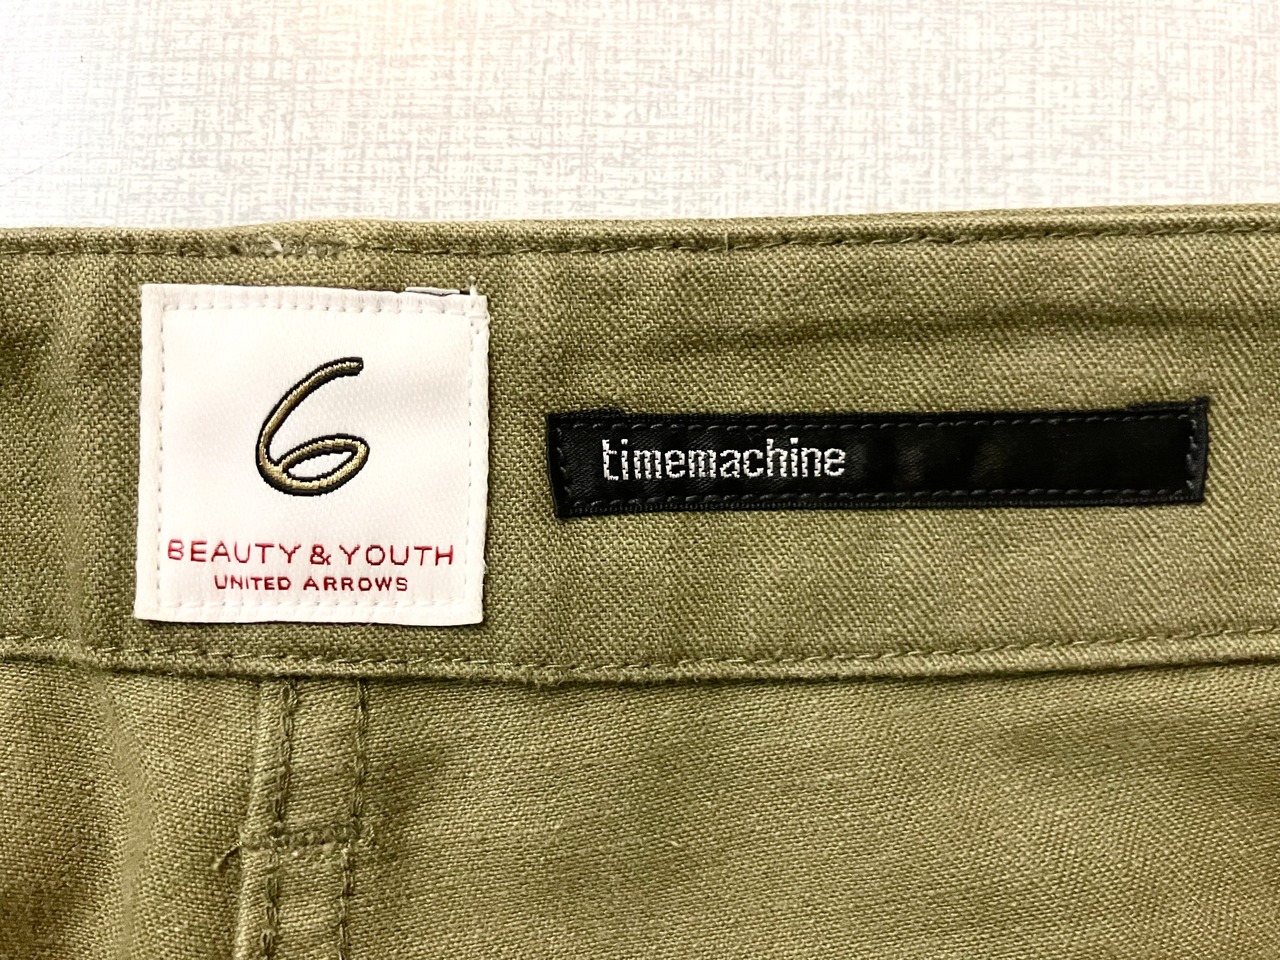 6
BEAUTY & YOUTH
UNITED ARROWS
timemachine